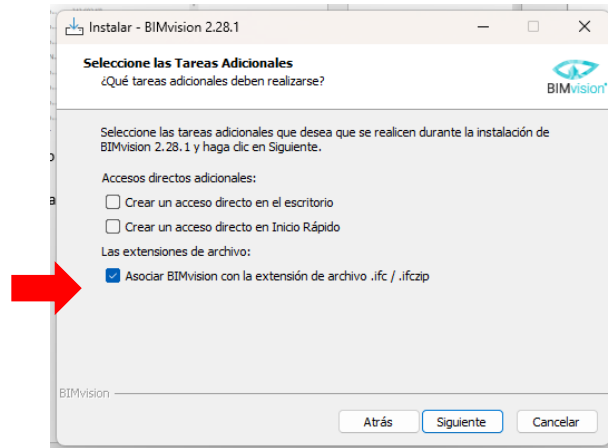 Instalar - BIMvision 2.28.1
Seleccione las Tareas Adicionales
¿Qué tareas adicionales deben realizarse?
BIMvision
Seleccione las tareas adicionales que desea que se realicen durante la instalación de
BIMvision 2.28.1 y haga clic en Siguiente.
Accesos directos adicionales:
Crear un acceso directo en el escritorio
Crear un acceso directo en Inicio Rápido
Las extensiones de archivo:
Asociar BIMvision con la extensión de archivo .ifc / .ifczip
BIMvision
Atrás
Siguiente
Cancelar